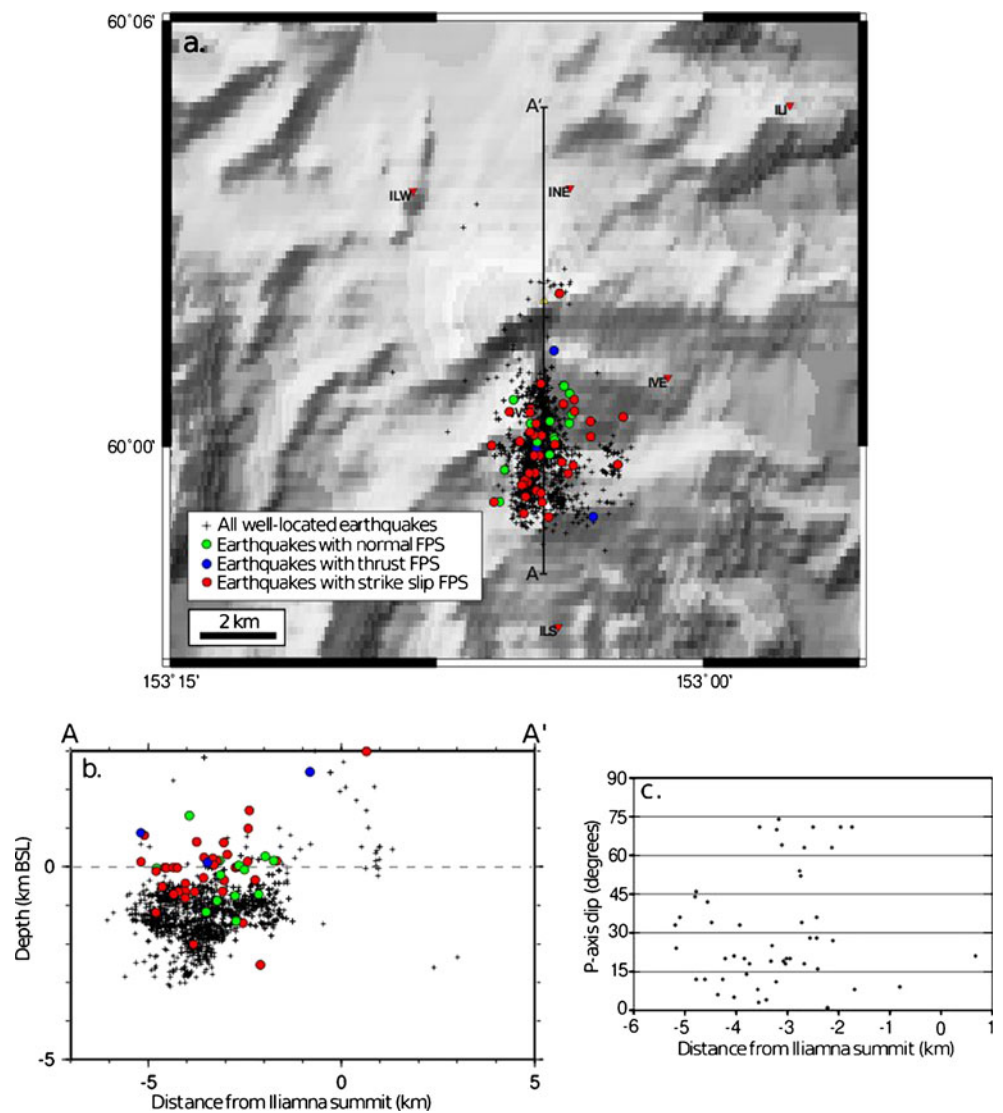 60°06'
a.
A'
ILI
ILW
INE
IVE
60°00'
All well-located earthquakes
Earthquakes with normal FPS
Earthquakes with thrust FPS
Earthquakes with strike slip FPS
A
2 km
ILS
153°15'
153°00'
A
A'
b.
0
-5
Depth (km BSL)
-5
0
5
Distance from Iliamna summit (km)
c.
90
75
60
45
30
15
0
P-axis dip (degrees)
-6
-5
-4
-3
-2
-1
0
1
Distance from Iliamna summit (km)